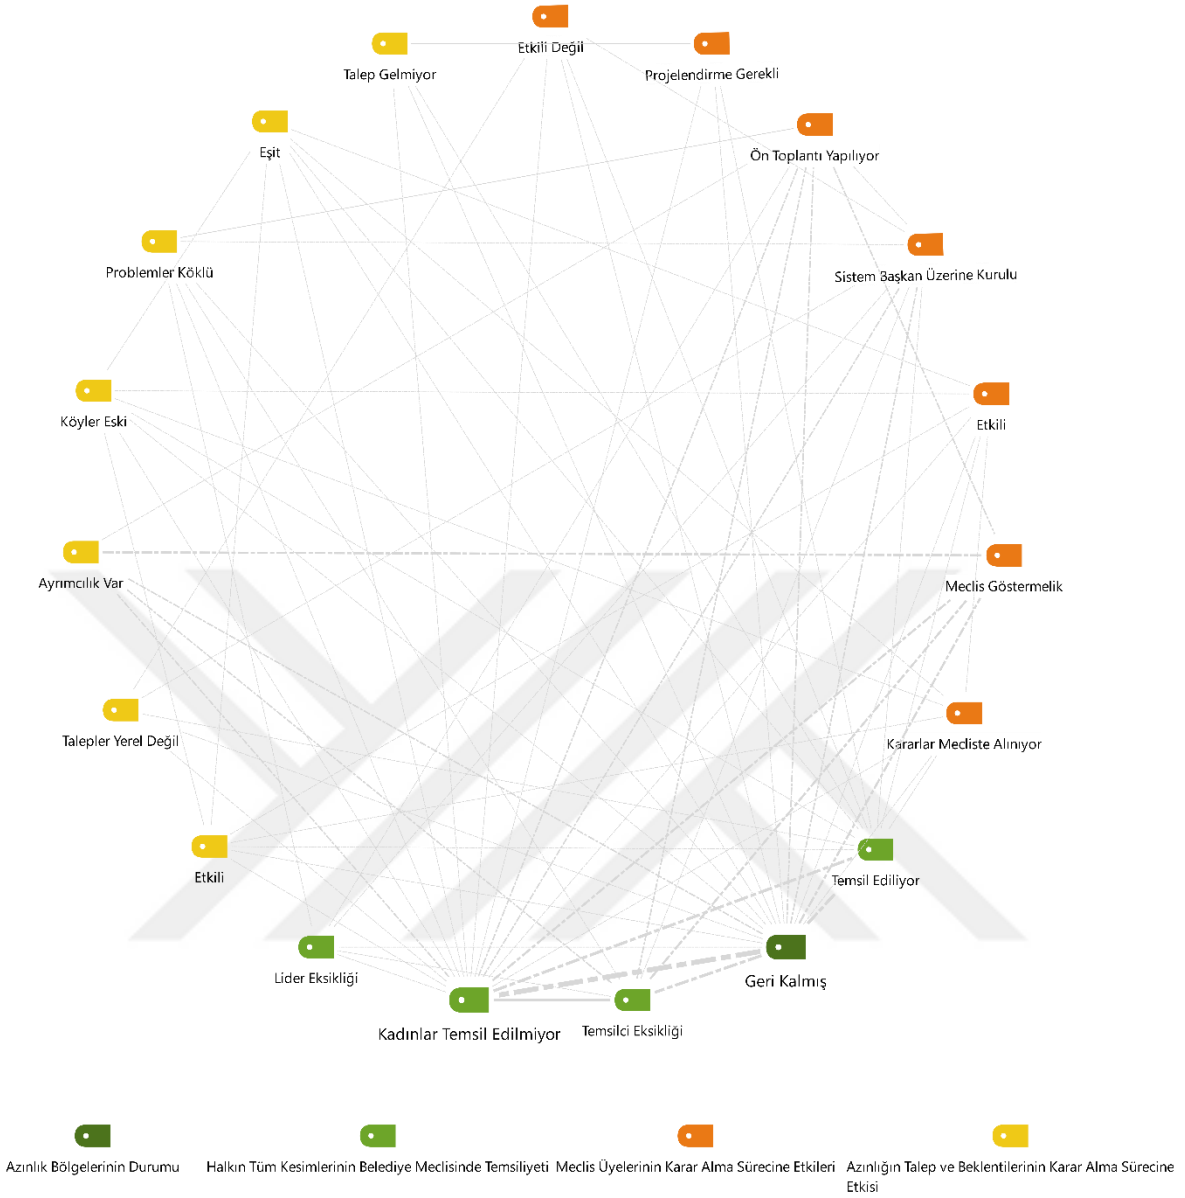 Etkili Değil
Talep Gelmiyor
Projelendirme Gerekli
Eşit
Ön Toplantı Yapılıyor
Problemler Köklü
Sistem Başkan Üzerine Kurulu
Köyler Eski
Etkili
Ayrımcılık Var
Meclis Göstermelik
Talepler Yerel Değil
Kararlar Mecliste Alınıyor
Etkili
Temsil Ediliyor
Lider Eksikliği
Geri Kalmış
Kadınlar Temsil Edilmiyor
Temsilci Eksikliği
Azınlık Bölgelerinin Durumu
Halkın Tüm Kesimlerinin Belediye Meclisinde Temsiliyeti
Meclis Üyelerinin Karar Alma Sürecine Etkileri
Azınlığın Talep ve Beklentilerinin Karar Alma Sürecine
Etkisi